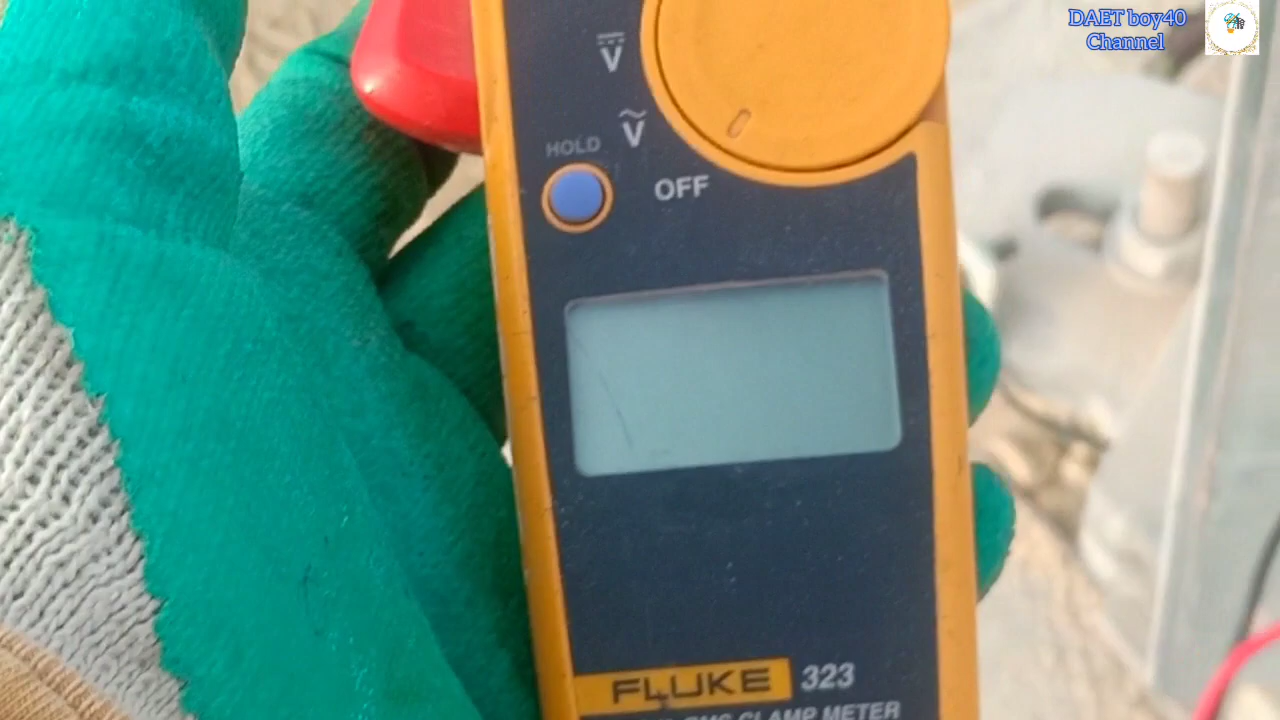 DAET boy40
Channel
V
V
HOLD
OFF
FLUKE 323
CLAMP METER